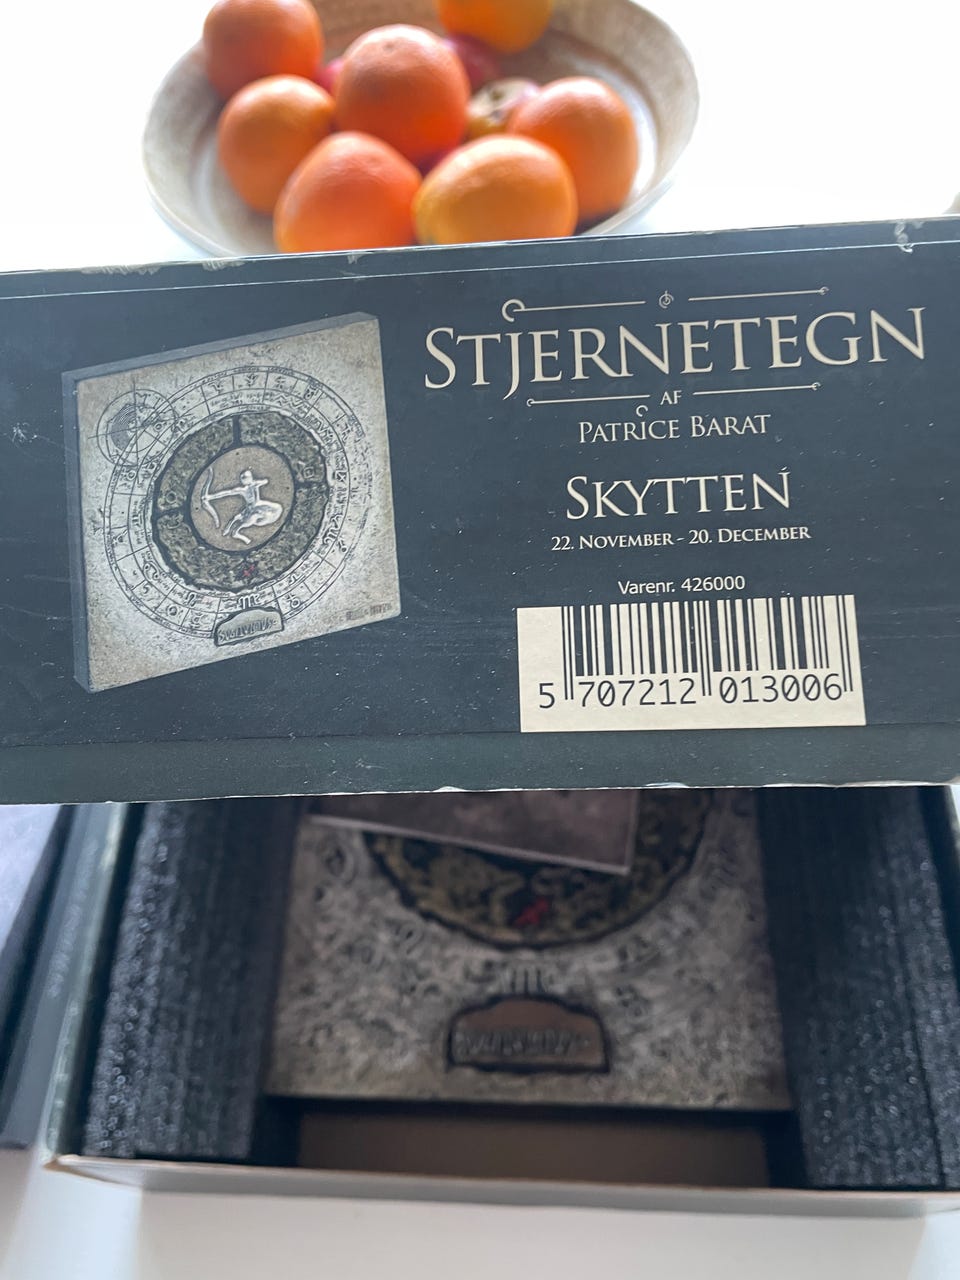 STJERNETEGN
AF
PATRICE BARAT
SKYTTEN
22. NOVEMBER - 20. DECEMBER
Varenr. 426000
5 707212 013006